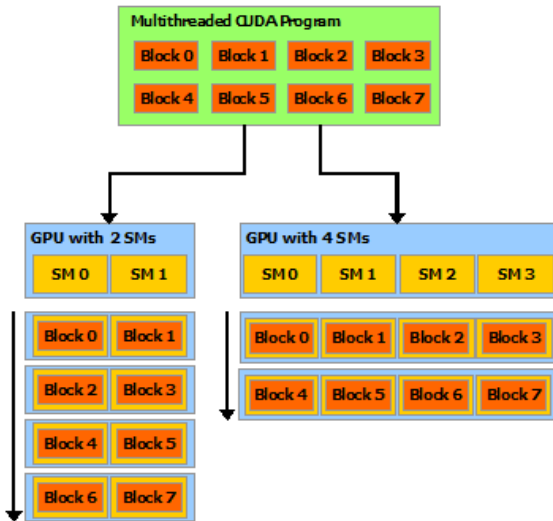 Multithreaded CUDA Program
Block 0 Block 1 Block 2 Block 3
Block 4 Block 5 Block 6 Block 7
GPU with 2 SMs
SM 0 SM 1
Block 0 Block 1
Block 2 Block 3
Block 4 Block 5
Block 6 Block 7
GPU with 4 SMs
SM 0 SM 1 SM 2 SM 3
Block 0 Block 1 Block 2 Block 3
Block 4 Block 5 Block 6 Block 7